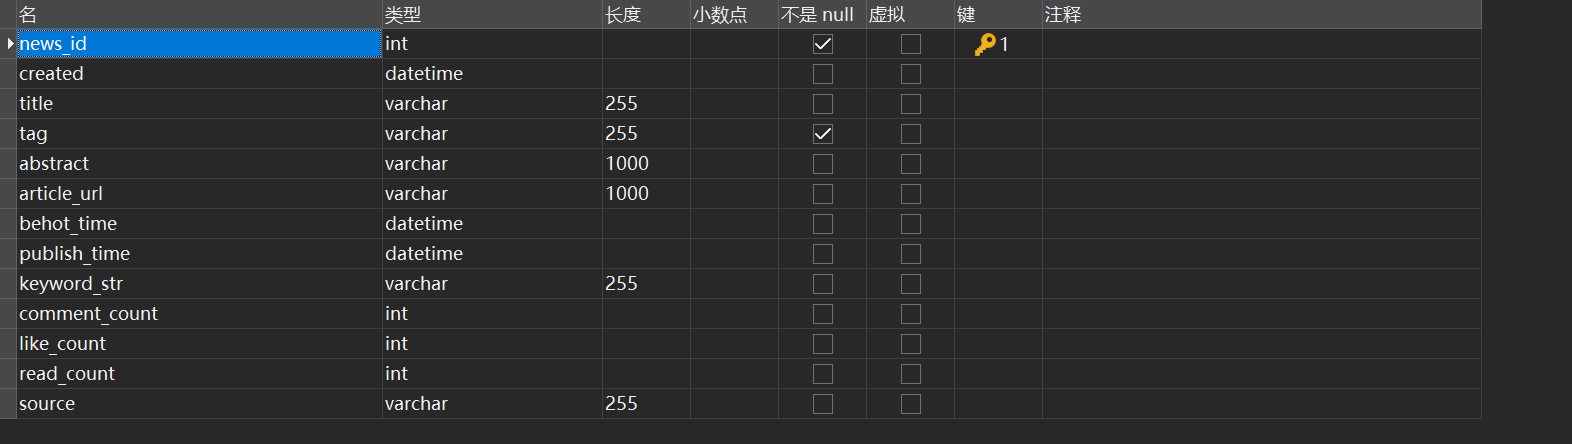 名 类型 长度 小数点 不是 null 虚拟 键 注释
news_id int 1
created datetime
title varchar 255
tag varchar 255
abstract varchar 1000
article_url varchar 1000
behot_time datetime
publish_time datetime
keyword_str varchar 255
comment_count int
like_count int
read_count int
source varchar 255